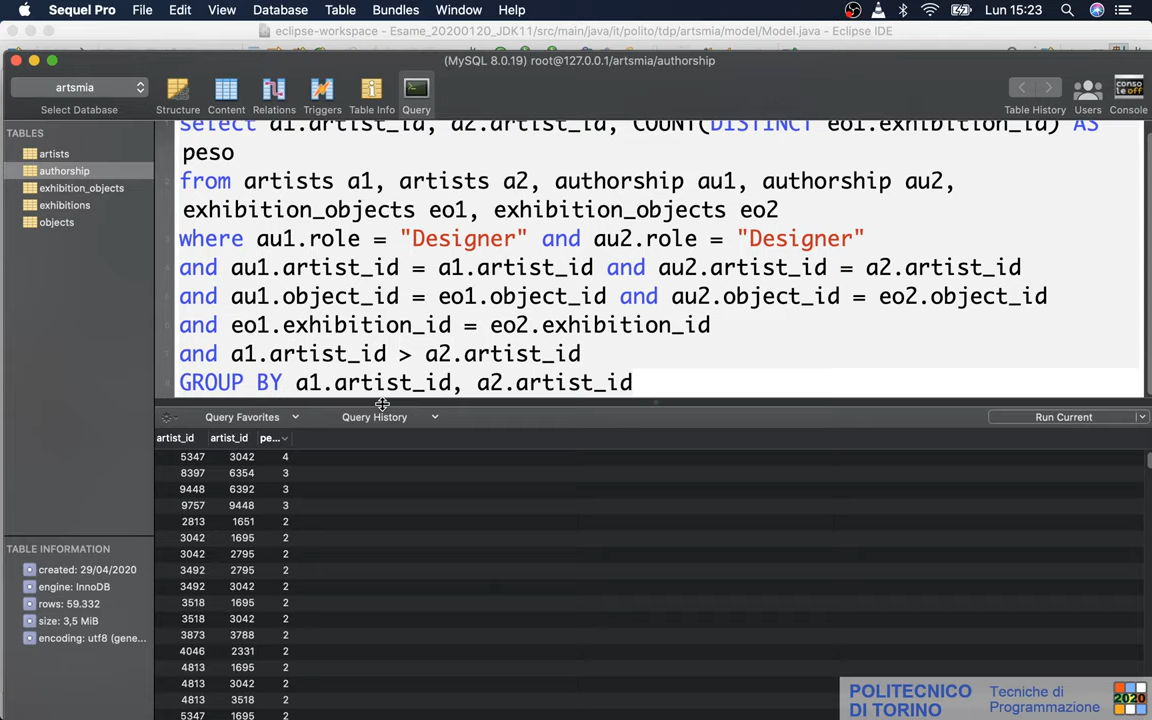 Sequel Pro File Edit View Database Table Bundles Window Help Lun 15:23
eclipse-workspace - Esame_20200120_JDK11/src/main/java/it/polito/tdp/artsmia/model/Model.java - Eclipse IDE
(MySQL 8.0.19) root@127.0.0.1/artsmia/authorship
artsmia
Select Database Structure Content Relations Triggers Table Info Query Table History Users Console
TABLES
artists
authorship
exhibition_objects
exhibitions
objects
select a1.artist_id, a2.artist_id, COUNT(DISTINCT eo1.exhibition_id) AS
peso
from artists a1, artists a2, authorship au1, authorship au2,
exhibition_objects eo1, exhibition_objects eo2
where au1.role = "Designer" and au2.role = "Designer"
and au1.artist_id = a1.artist_id and au2.artist_id = a2.artist_id
and au1.object_id = eo1.object_id and au2.object_id = eo2.object_id
and eo1.exhibition_id = eo2.exhibition_id
and a1.artist_id > a2.artist_id
GROUP BY a1.artist_id, a2.artist_id
Query Favorites Query History Run Current
artist_id artist_id pe...
5347 3042 4
8397 6354 3
9448 6392 3
9757 9448 3
2813 1651 2
3042 1695 2
3042 2795 2
3492 2795 2
3492 3042 2
3518 1695 2
3518 3042 2
3873 3788 2
4046 2331 2
4813 1695 2
4813 3042 2
4813 3518 2
5347 1695 2
TABLE INFORMATION
created: 29/04/2020
engine: InnoDB
rows: 59.332
size: 3,5 MiB
encoding: utf8 (gene...
POLITECNICO
DI TORINO
Tecniche di
Programmazione
2020